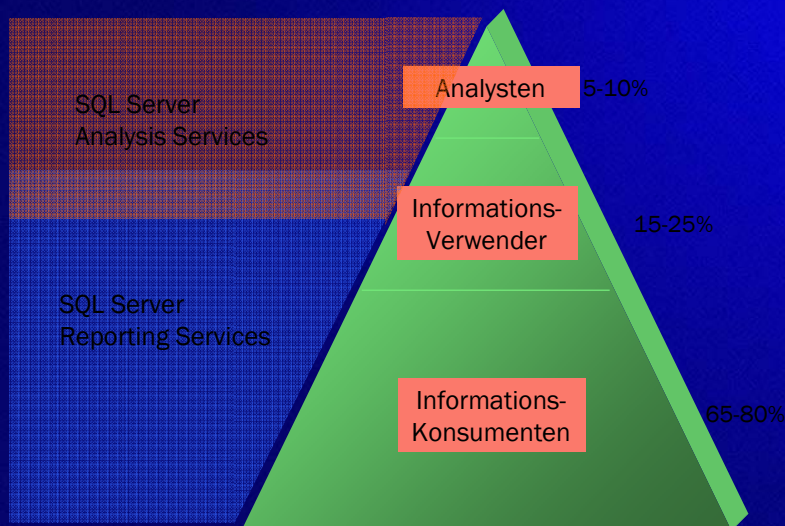 SQL Server
Analysis Services
Analysten
5-10%
Informations-
Verwender
15-25%
SQL Server
Reporting Services
Informations-
Konsumenten
65-80%